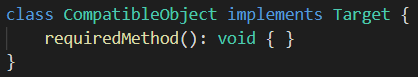 class CompatibleObject implements Target {
    requiredMethod(): void { }
}